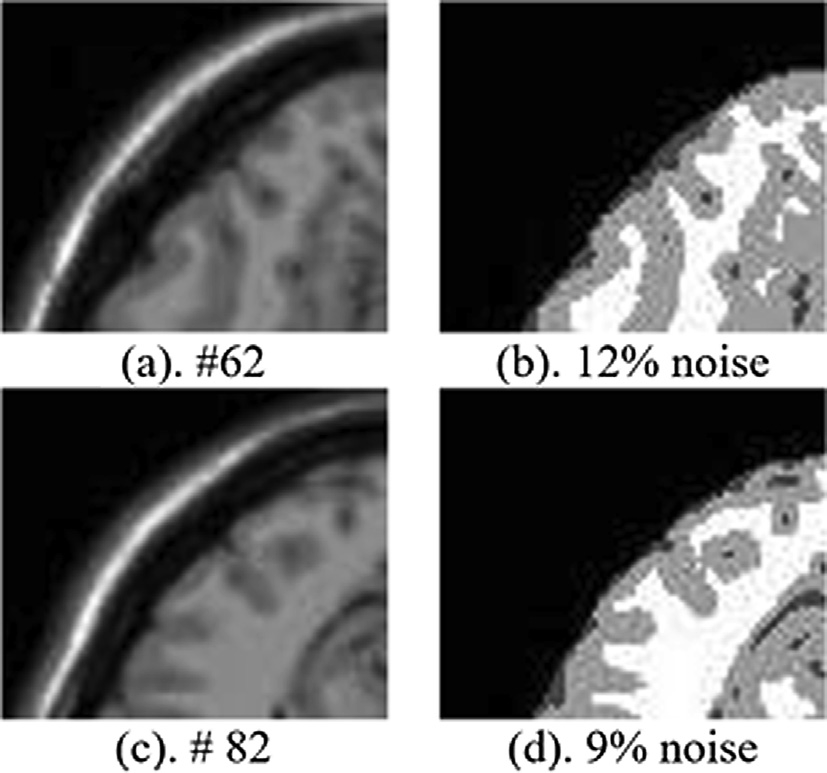 (a). #62
(b). 12% noise
(c). # 82
(d). 9% noise